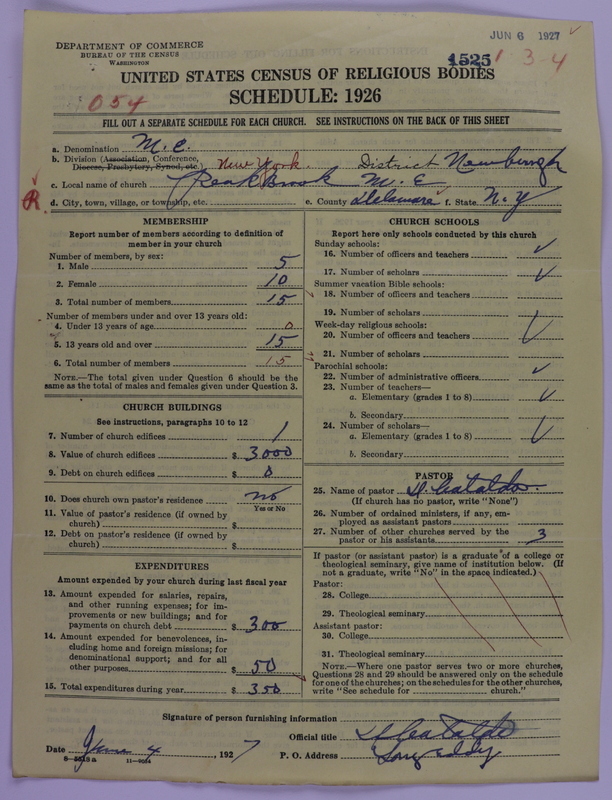 JUN 6 1927
DEPARTMENT OF COMMERCE
BUREAU OF THE CENSUS
WASHINGTON
1525 1 3-4
UNITED STATES CENSUS OF RELIGIOUS BODIES
SCHEDULE: 1926
054
FILL OUT A SEPARATE SCHEDULE FOR EACH CHURCH. SEE INSTRUCTIONS ON THE BACK OF THIS SHEET
a. Denomination M.E.
b. Division (Association, Conference, Diocese, Presbytery, Synod, etc.) New York. District Newburgh
c. Local name of church Peak Brook M. E
R
d. City, town, village, or township, etc. e. County Delaware f. State N. Y
MEMBERSHIP
Report number of members according to definition of member in your church
Number of members, by sex:
1. Male 5
2. Female 10
3. Total number of members 15
Number of members under and over 13 years old:
4. Under 13 years of age 0
5. 13 years old and over 15
6. Total number of members 15
NOTE.—The total given under Question 6 should be the same as the total of males and females given under Question 3.
CHURCH BUILDINGS
See instructions, paragraphs 10 to 12
7. Number of church edifices 1
8. Value of church edifices $ 3000
9. Debt on church edifices $ 0
10. Does church own pastor's residence no
Yes or No
11. Value of pastor's residence (if owned by church) $
12. Debt on pastor's residence (if owned by church) $
EXPENDITURES
Amount expended by your church during last fiscal year
13. Amount expended for salaries, repairs, and other running expenses; for improvements or new buildings; and for payments on church debt $ 300
14. Amount expended for benevolences, including home and foreign missions; for denominational support; and for all other purposes $ 50
15. Total expenditures during year $ 350
CHURCH SCHOOLS
Report here only schools conducted by this church
Sunday schools:
16. Number of officers and teachers
17. Number of scholars
Summer vacation Bible schools:
18. Number of officers and teachers
19. Number of scholars
Week-day religious schools:
20. Number of officers and teachers
21. Number of scholars
Parochial schools:
22. Number of administrative officers
23. Number of teachers—
a. Elementary (grades 1 to 8)
b. Secondary
24. Number of scholars—
a. Elementary (grades 1 to 8)
b. Secondary
PASTOR
25. Name of pastor Cataldo.
(If church has no pastor, write "None")
26. Number of ordained ministers, if any, employed as assistant pastors
27. Number of other churches served by the pastor or his assistants 3
If pastor (or assistant pastor) is a graduate of a college or theological seminary, give name of institution below. (If not a graduate, write "No" in the space indicated.)
Pastor:
28. College
29. Theological seminary
Assistant pastor:
30. College
31. Theological seminary
NOTE.—Where one pastor serves two or more churches, Questions 28 and 29 should be answered only on the schedule for one of the churches; on the schedules for the other churches, write "See schedule for church."
Signature of person furnishing information
Official title Cataldo
Date June 4, 1927 P. O. Address Long Eddy
8-5518 a 11-9054